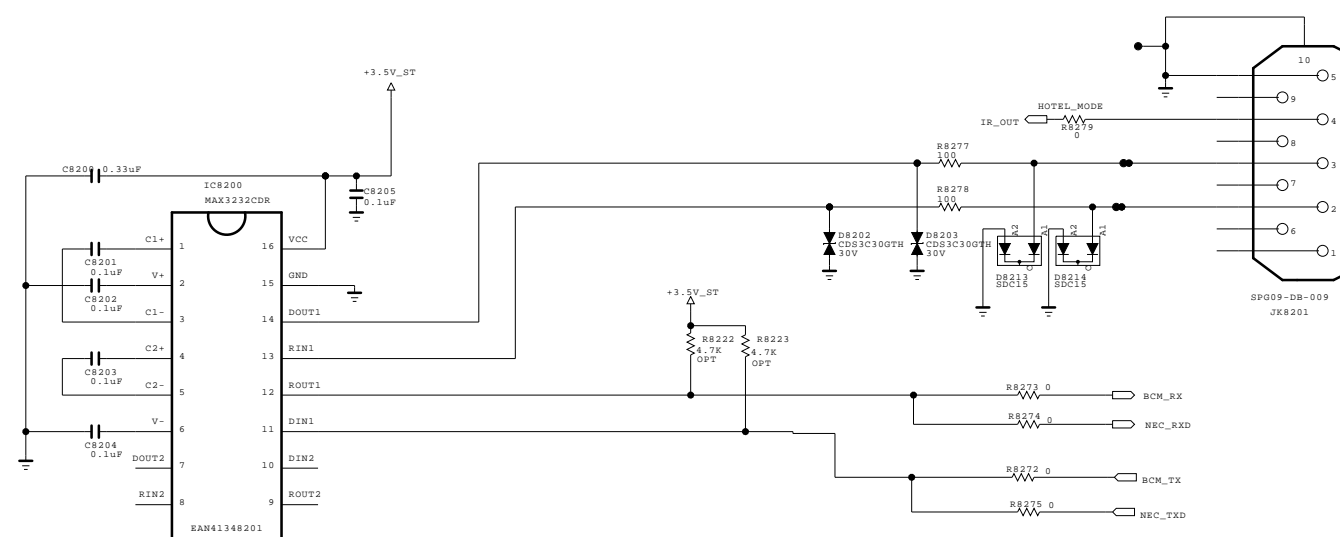 10
5
9
HOTEL_MODE
IR_OUT
R8279
0
4
8
3
7
2
6
1
SPG09-DB-009
JK8201
+3.5V_ST
C8200 0.33uF
C8205
0.1uF
IC8200
MAX3232CDR
C1+
1
16
VCC
C8201
0.1uF
V+
2
15
GND
C8202
0.1uF
C1-
3
14
DOUT1
C2+
4
13
RIN1
C8203
0.1uF
C2-
5
12
ROUT1
V-
6
11
DIN1
C8204
0.1uF
DOUT2
7
10
DIN2
RIN2
8
9
ROUT2
EAN41348201
R8277
100
R8278
100
D8202
CDS3C30GTH
30V
D8203
CDS3C30GTH
30V
A2
A1
D8213
SDC15
A2
A1
D8214
SDC15
+3.5V_ST
R8222
4.7K
OPT
R8223
4.7K
OPT
R8273 0
BCM_RX
R8274 0
NEC_RXD
R8272 0
BCM_TX
R8275 0
NEC_TXD